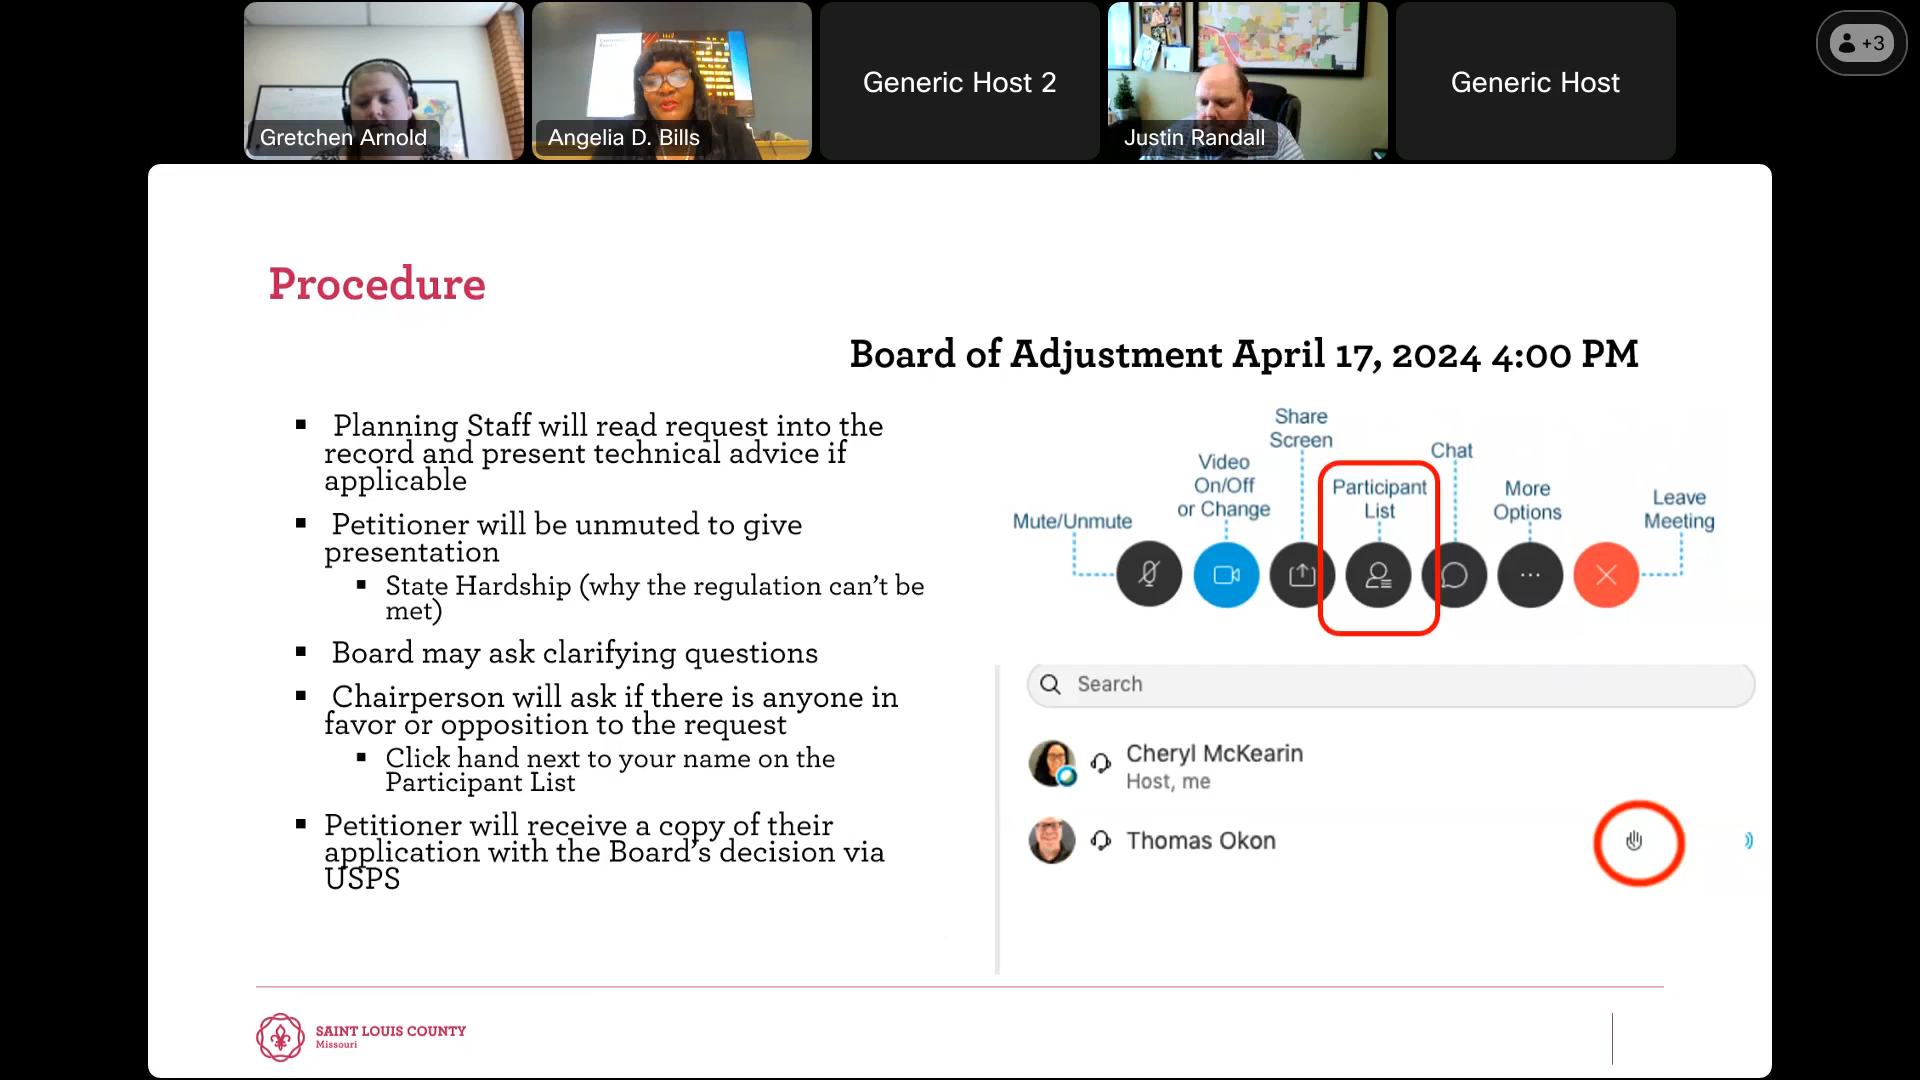 +3
Generic Host 2
Generic Host
Gretchen Arnold
Angelia D. Bills
Justin Randall
Procedure
Board of Adjustment April 17, 2024 4:00 PM
Planning Staff will read request into the
record and present technical advice if
applicable
Petitioner will be unmuted to give
presentation
State Hardship (why the regulation can't be
met)
Board may ask clarifying questions
Chairperson will ask if there is anyone in
favor or opposition to the request
Click hand next to your name on the
Participant List
Petitioner will receive a copy of their
application with the Board's decision via
USPS
Mute/Unmute
Video
On/Off
or Change
Share
Screen
Participant
List
Chat
More
Options
Leave
Meeting
Search
Cheryl McKearin
Host, me
Thomas Okon
SAINT LOUIS COUNTY
Missouri